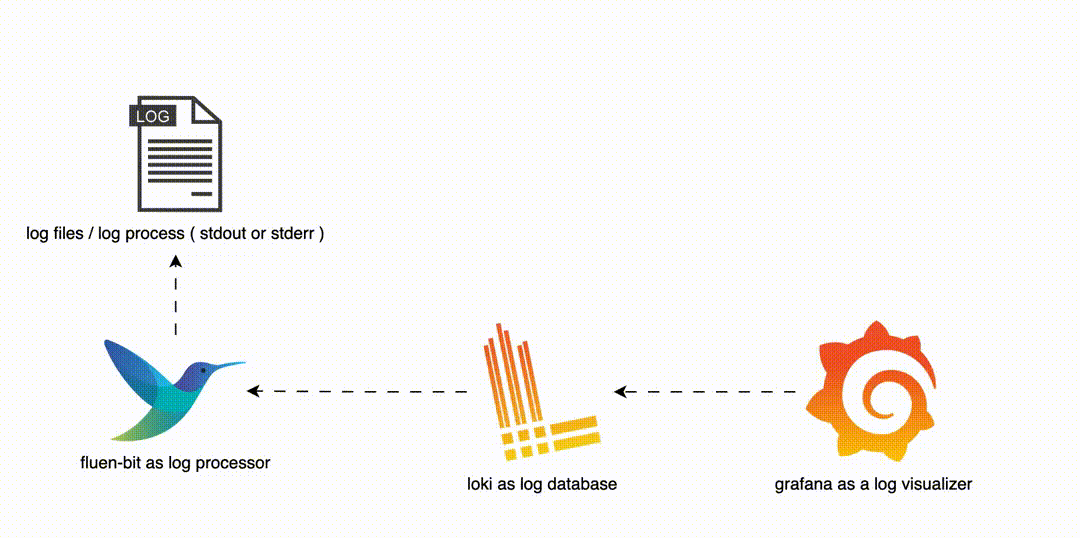 LOG
log files / log process ( stdout or stderr )
fluen-bit as log processor
loki as log database
grafana as a log visualizer